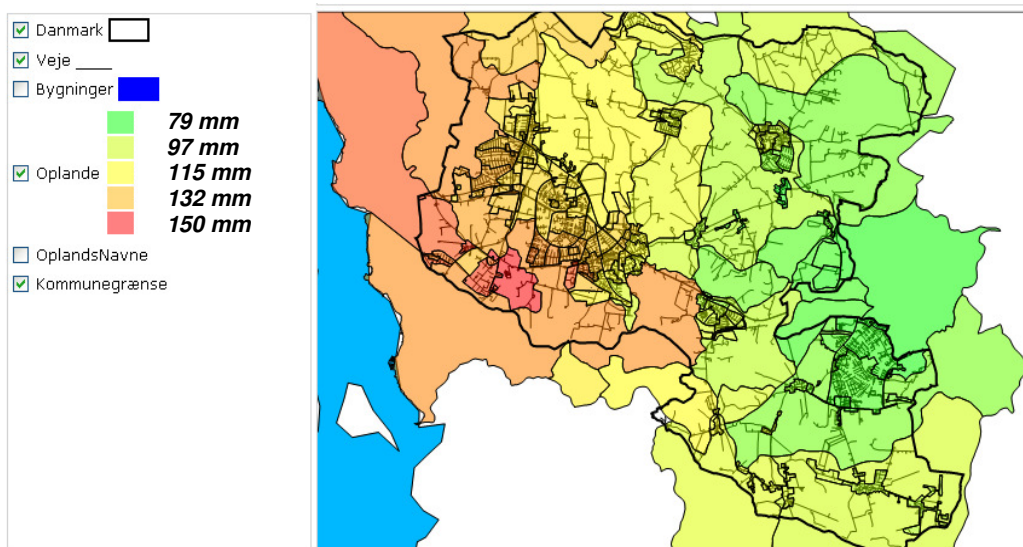 Danmark
Veje ____
Bygninger
79 mm
97 mm
Oplande 115 mm
132 mm
150 mm
OplandsNavne
Kommunegrænse